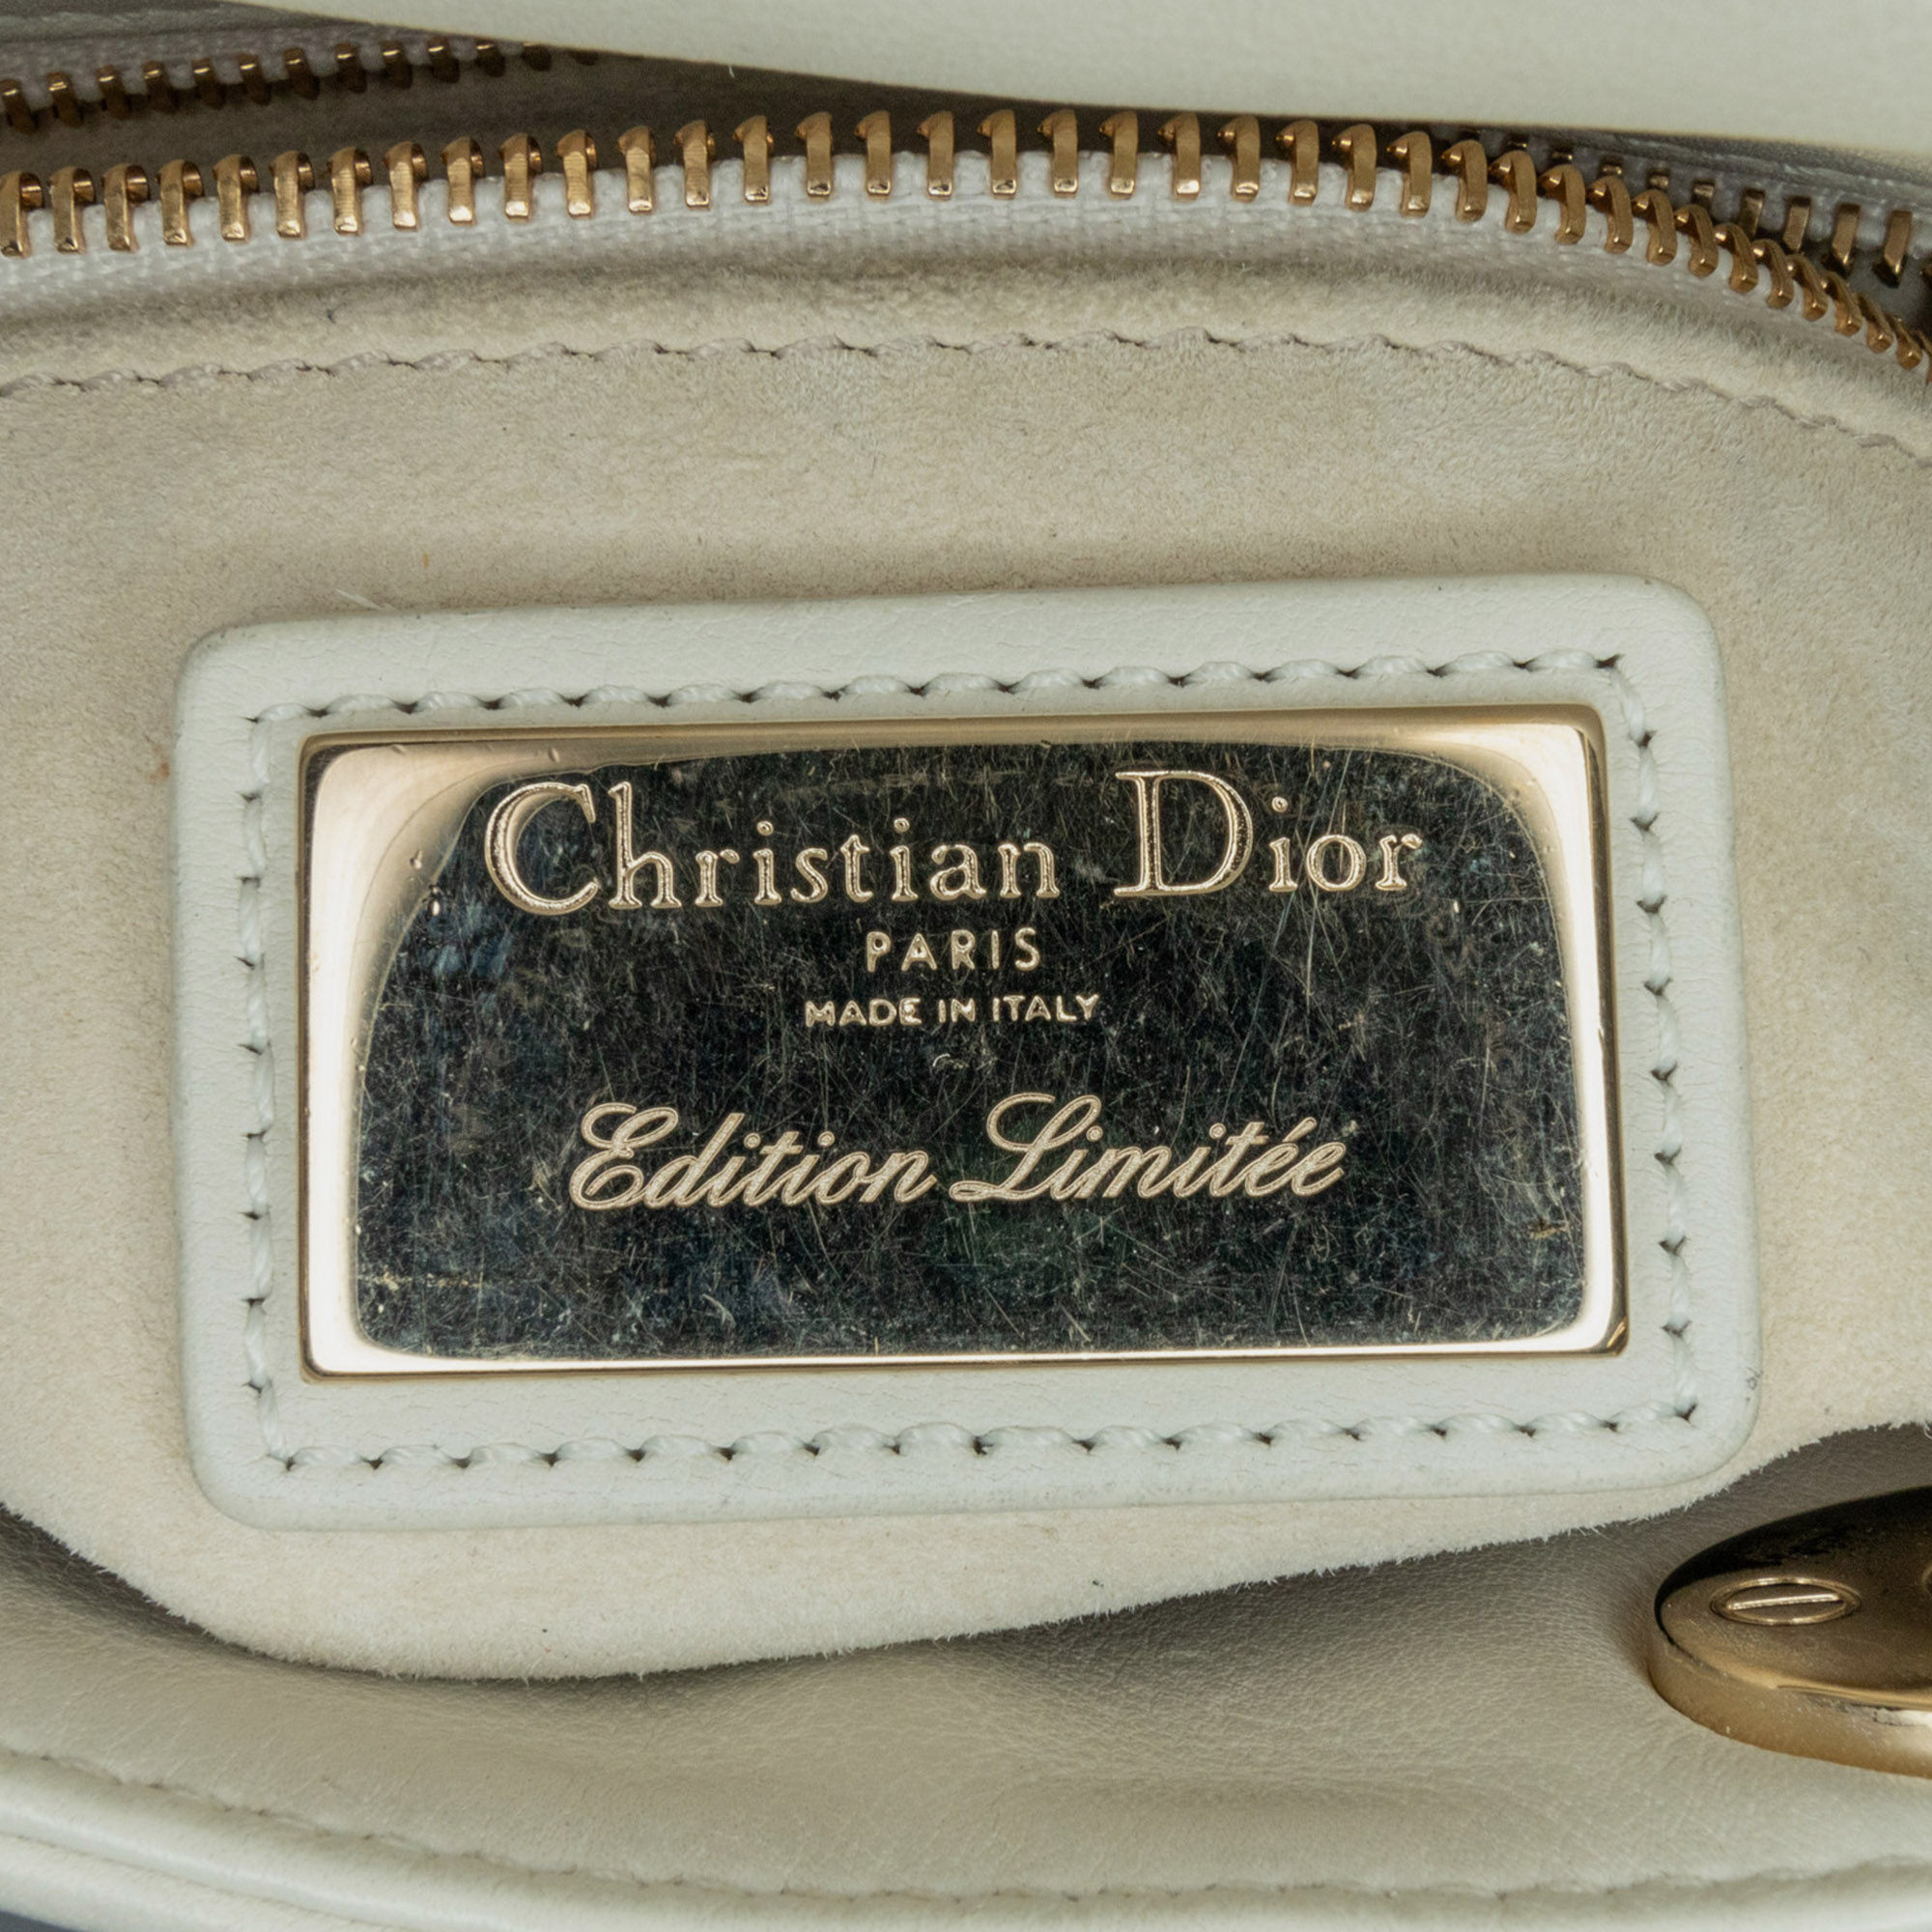 Christian Dior
PARIS
MADE IN ITALY
Edition Limitée